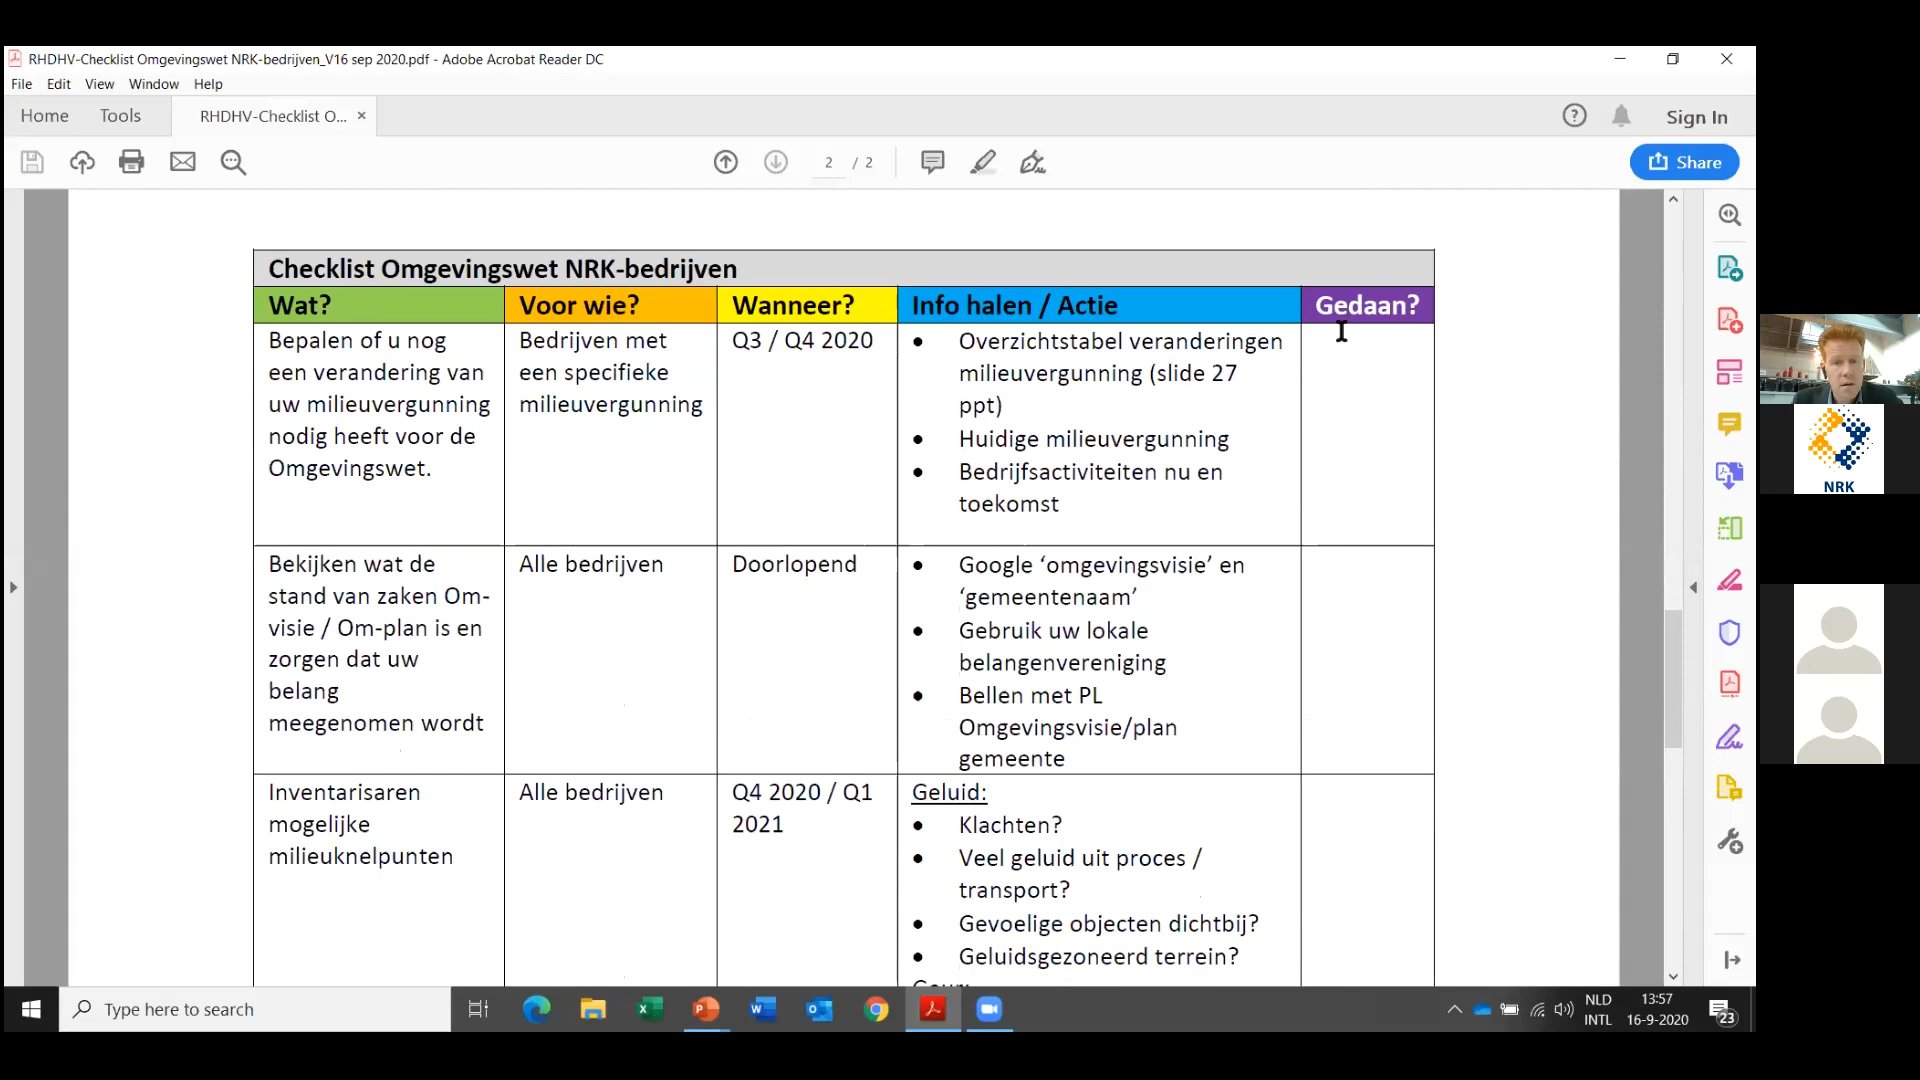 RHDHV-Checklist Omgevingswet NRK-bedrijven_V16 sep 2020.pdf - Adobe Acrobat Reader DC
File Edit View Window Help
Home Tools RHDHV-Checklist O... ×
Sign In
2 / 2
Share
Checklist Omgevingswet NRK-bedrijven
Wat? Voor wie? Wanneer? Info halen / Actie Gedaan?
Bepalen of u nog
een verandering van
uw milieuvergunning
nodig heeft voor de
Omgevingswet.
Bedrijven met
een specifieke
milieuvergunning
Q3 / Q4 2020
• Overzichtstabel veranderingen
milieuvergunning (slide 27
ppt)
• Huidige milieuvergunning
• Bedrijfsactiviteiten nu en
toekomst
Bekijken wat de
stand van zaken Om-
visie / Om-plan is en
zorgen dat uw
belang
meegenomen wordt
Alle bedrijven
Doorlopend
• Google ‘omgevingsvisie’ en
‘gemeentenaam’
• Gebruik uw lokale
belangenvereniging
• Bellen met PL
Omgevingsvisie/plan
gemeente
Inventarisaren
mogelijke
milieuknelpunten
Alle bedrijven
Q4 2020 / Q1
2021
Geluid:
• Klachten?
• Veel geluid uit proces /
transport?
• Gevoelige objecten dichtbij?
• Geluidsgezoneerd terrein?
NRK
Type here to search
NLD
INTL
13:57
16-9-2020
23